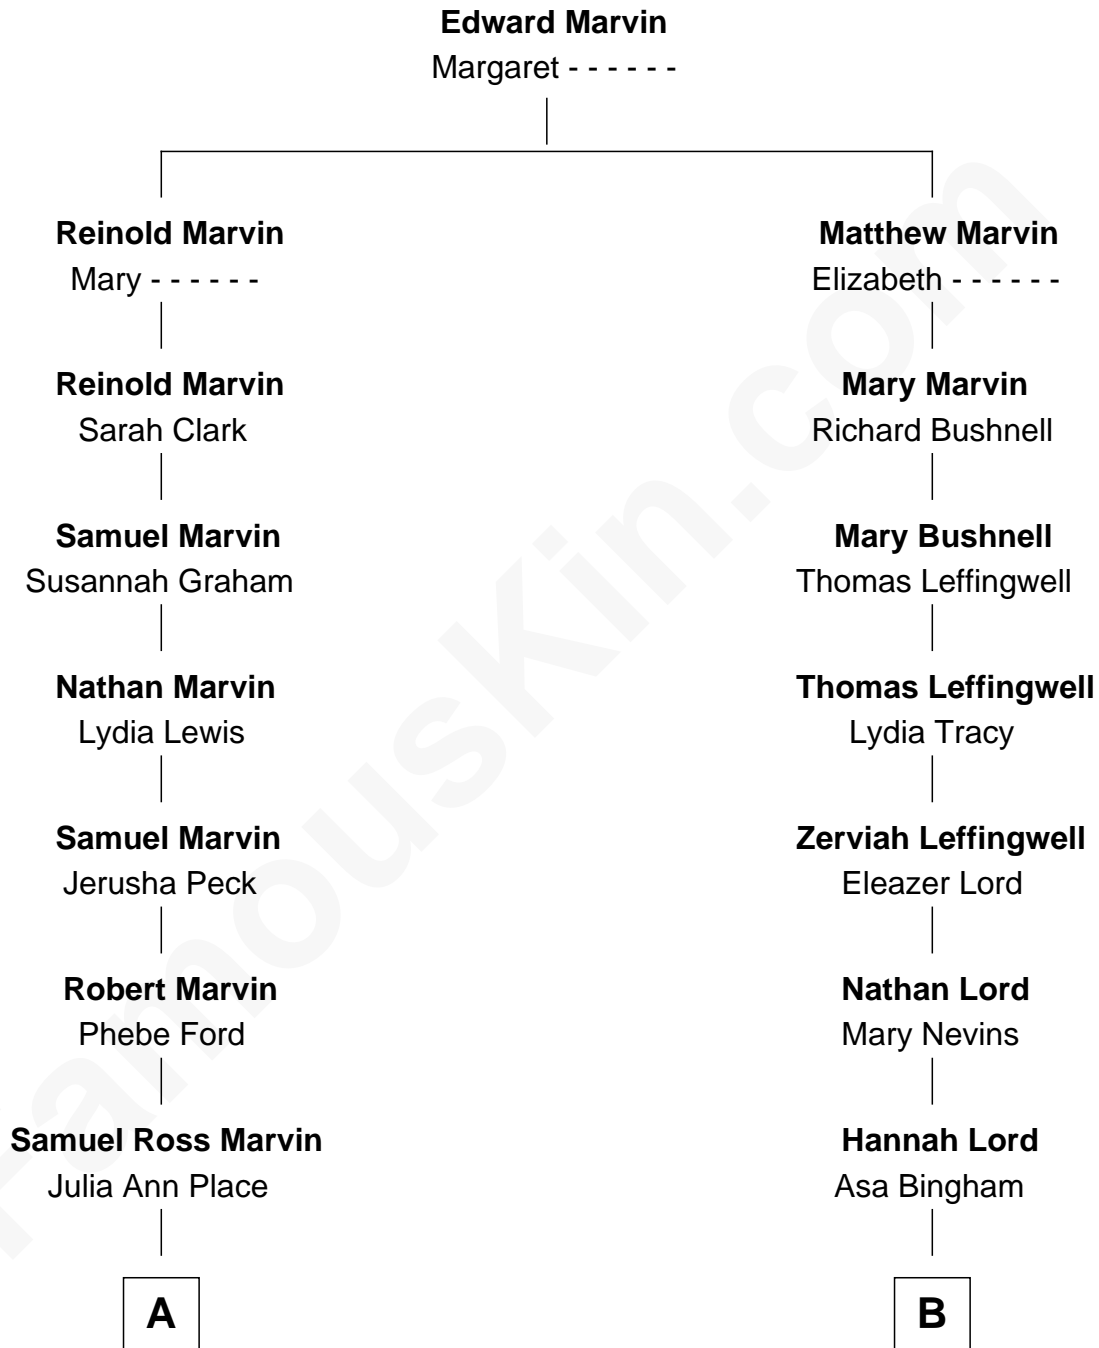 Edward Marvin
Margaret - - - - - -
Reinold Marvin
Mary - - - - - -
Matthew Marvin
Elizabeth - - - - - -
Reinold Marvin
Sarah Clark
Mary Marvin
Richard Bushnell
Samuel Marvin
Susannah Graham
Mary Bushnell
Thomas Leffingwell
Nathan Marvin
Lydia Lewis
Thomas Leffingwell
Lydia Tracy
Samuel Marvin
Jerusha Peck
Zerviah Leffingwell
Eleazer Lord
Robert Marvin
Phebe Ford
Nathan Lord
Mary Nevins
Samuel Ross Marvin
Julia Ann Place
Hannah Lord
Asa Bingham
A
B
FamousKin.com